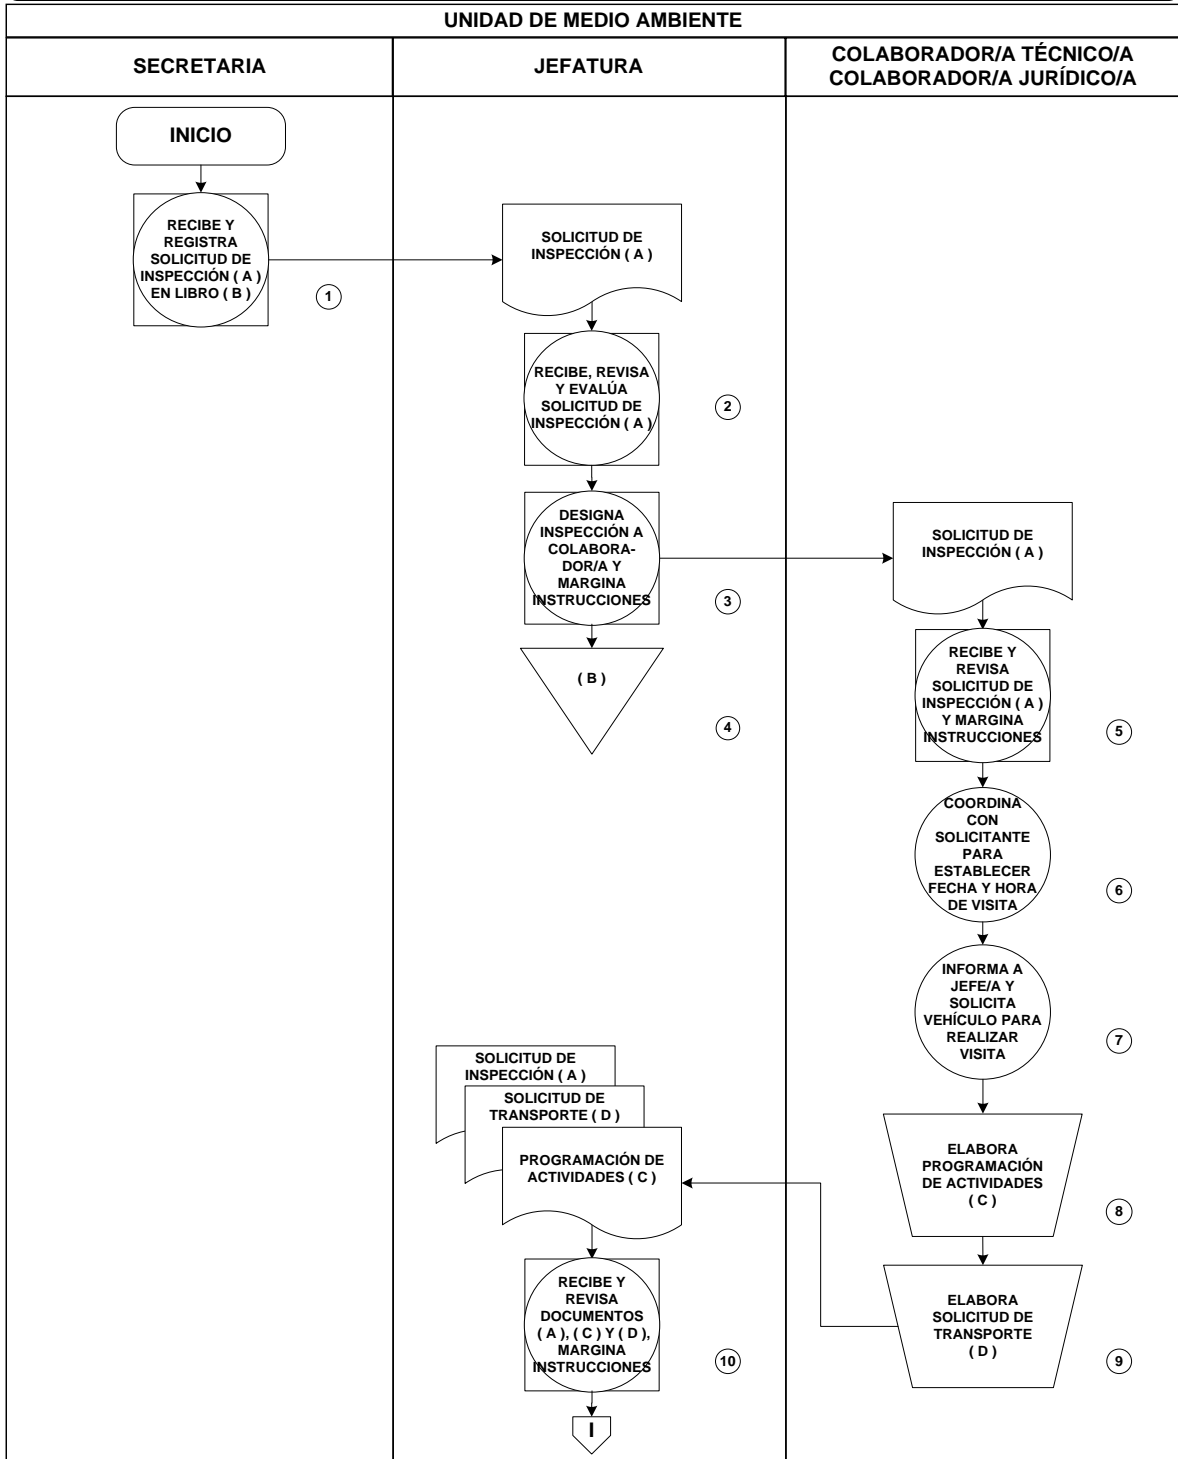 UNIDAD DE MEDIO AMBIENTE
SECRETARIA
JEFATURA
COLABORADOR/A TÉCNICO/A
COLABORADOR/A JURÍDICO/A
INICIO
RECIBE Y
REGISTRA
SOLICITUD DE
INSPECCIÓN ( A )
EN LIBRO ( B )
1
SOLICITUD DE
INSPECCIÓN ( A )
RECIBE, REVISA
Y EVALÚA
SOLICITUD DE
INSPECCIÓN ( A )
2
DESIGNA
INSPECCIÓN A
COLABORA-
DOR/A Y
MARGINA
INSTRUCCIONES
3
( B )
4
SOLICITUD DE
INSPECCIÓN ( A )
RECIBE Y
REVISA
SOLICITUD DE
INSPECCIÓN ( A )
Y MARGINA
INSTRUCCIONES
5
COORDINA
CON
SOLICITANTE
PARA
ESTABLECER
FECHA Y HORA
DE VISITA
6
INFORMA A
JEFE/A Y
SOLICITA
VEHÍCULO PARA
REALIZAR
VISITA
7
ELABORA
PROGRAMACIÓN
DE ACTIVIDADES
( C )
8
ELABORA
SOLICITUD DE
TRANSPORTE
( D )
9
SOLICITUD DE
INSPECCIÓN ( A )
SOLICITUD DE
TRANSPORTE ( D )
PROGRAMACIÓN DE
ACTIVIDADES ( C )
RECIBE Y
REVISA
DOCUMENTOS
( A ), ( C ) Y ( D ),
MARGINA
INSTRUCCIONES
10
I